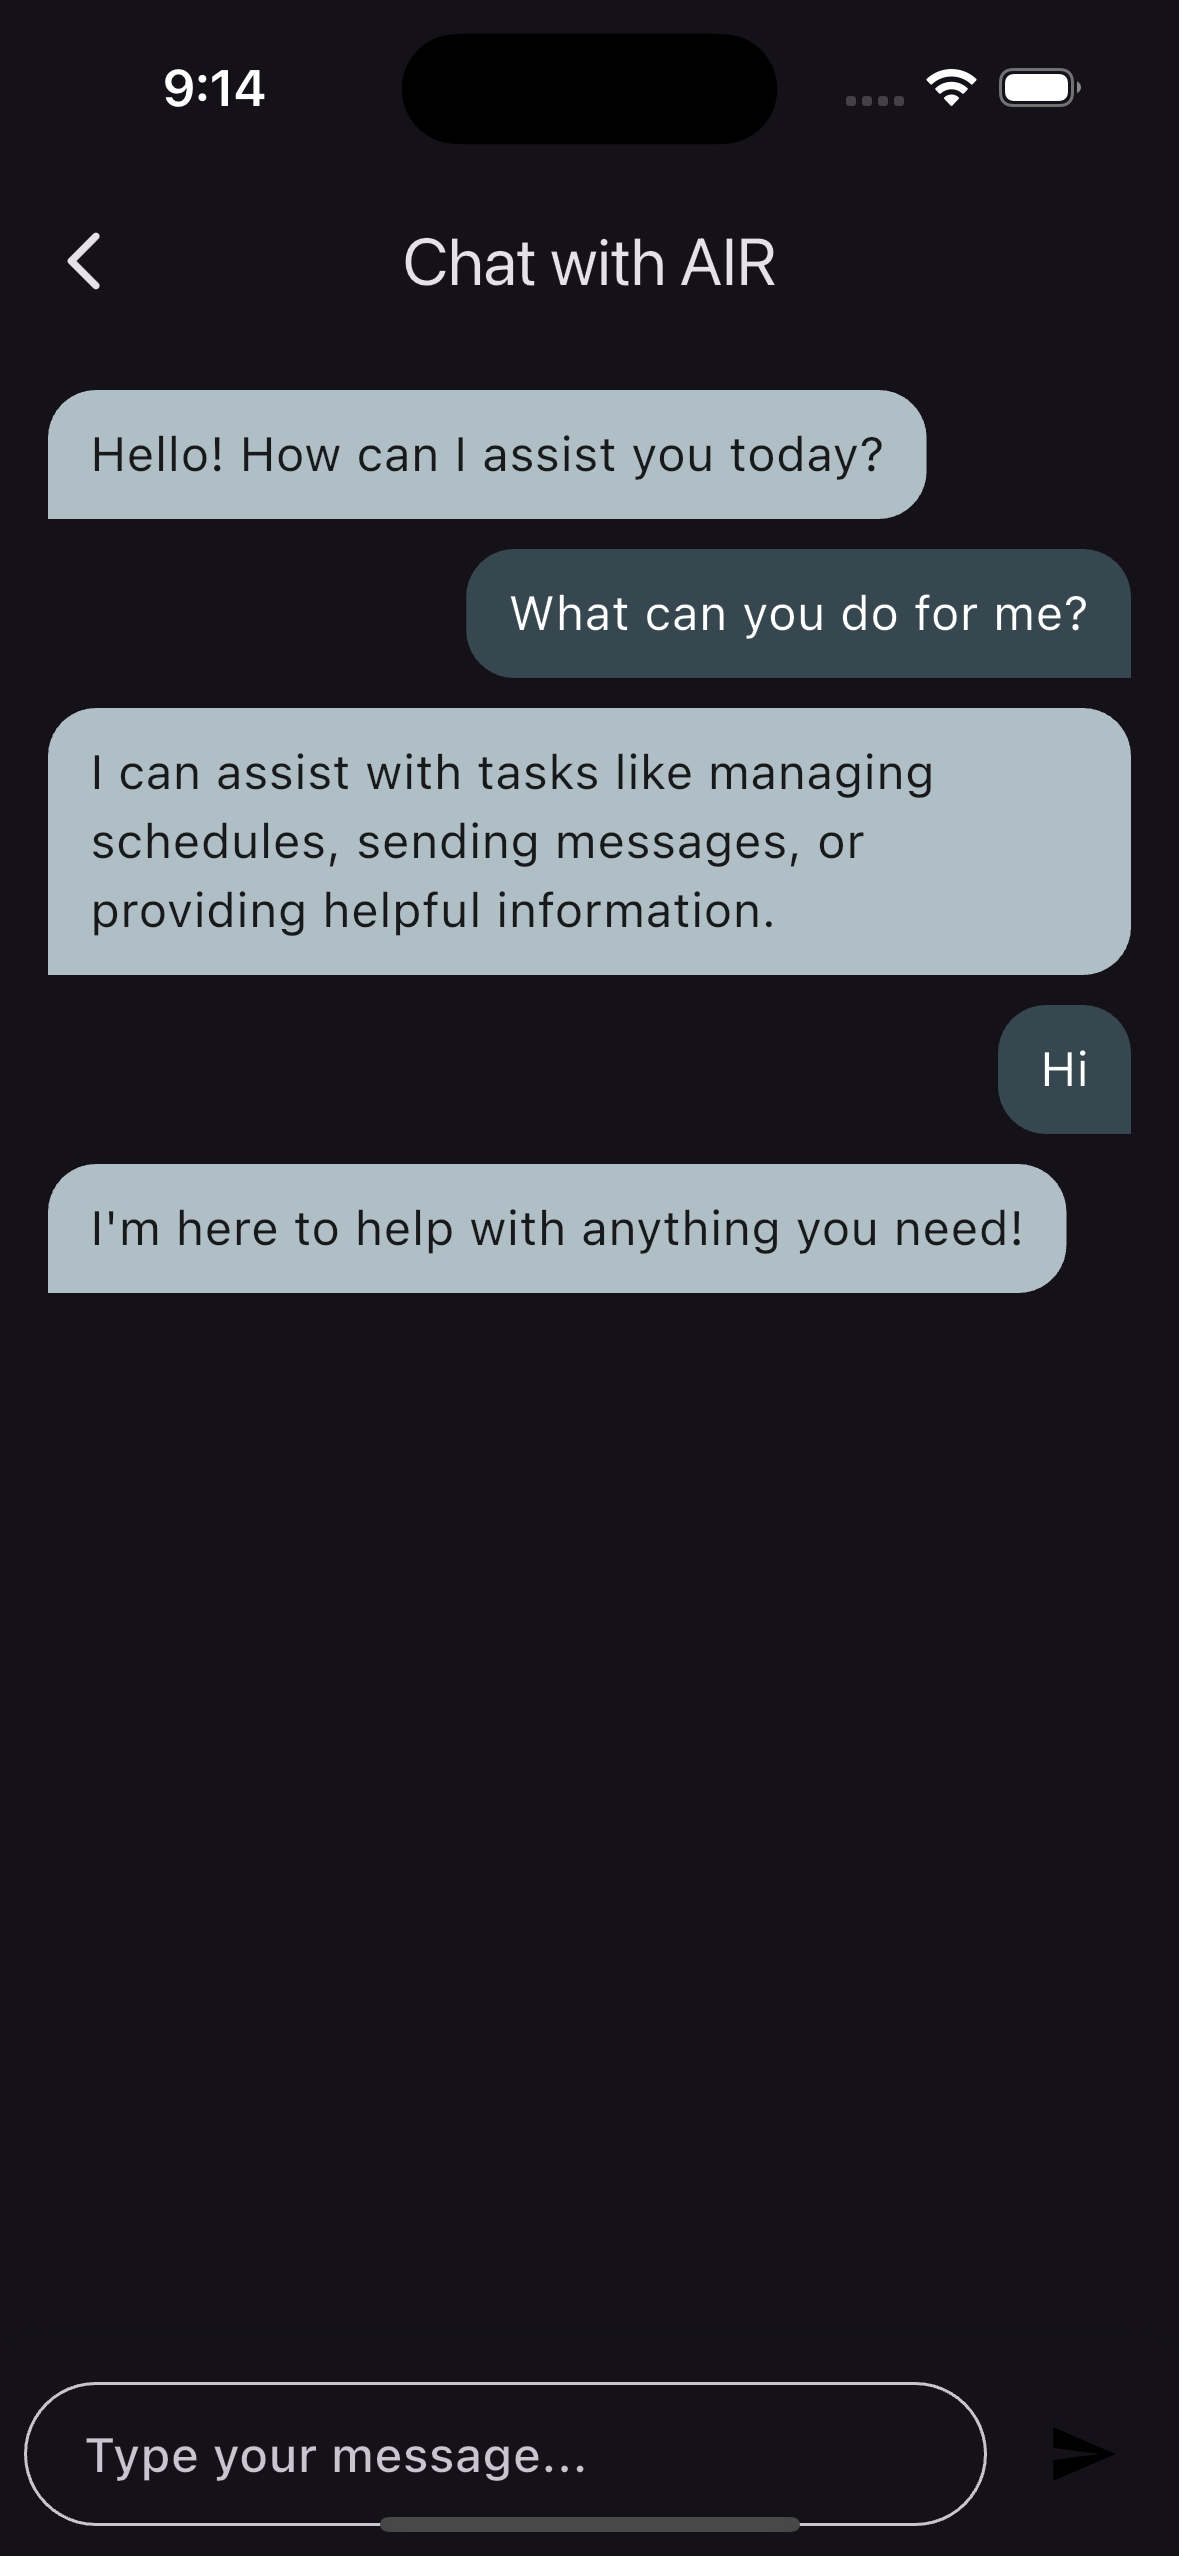 9:14
Chat with AIR
Hello! How can I assist you today?
What can you do for me?
I can assist with tasks like managing
schedules, sending messages, or
providing helpful information.
Hi
I'm here to help with anything you need!
Type your message...